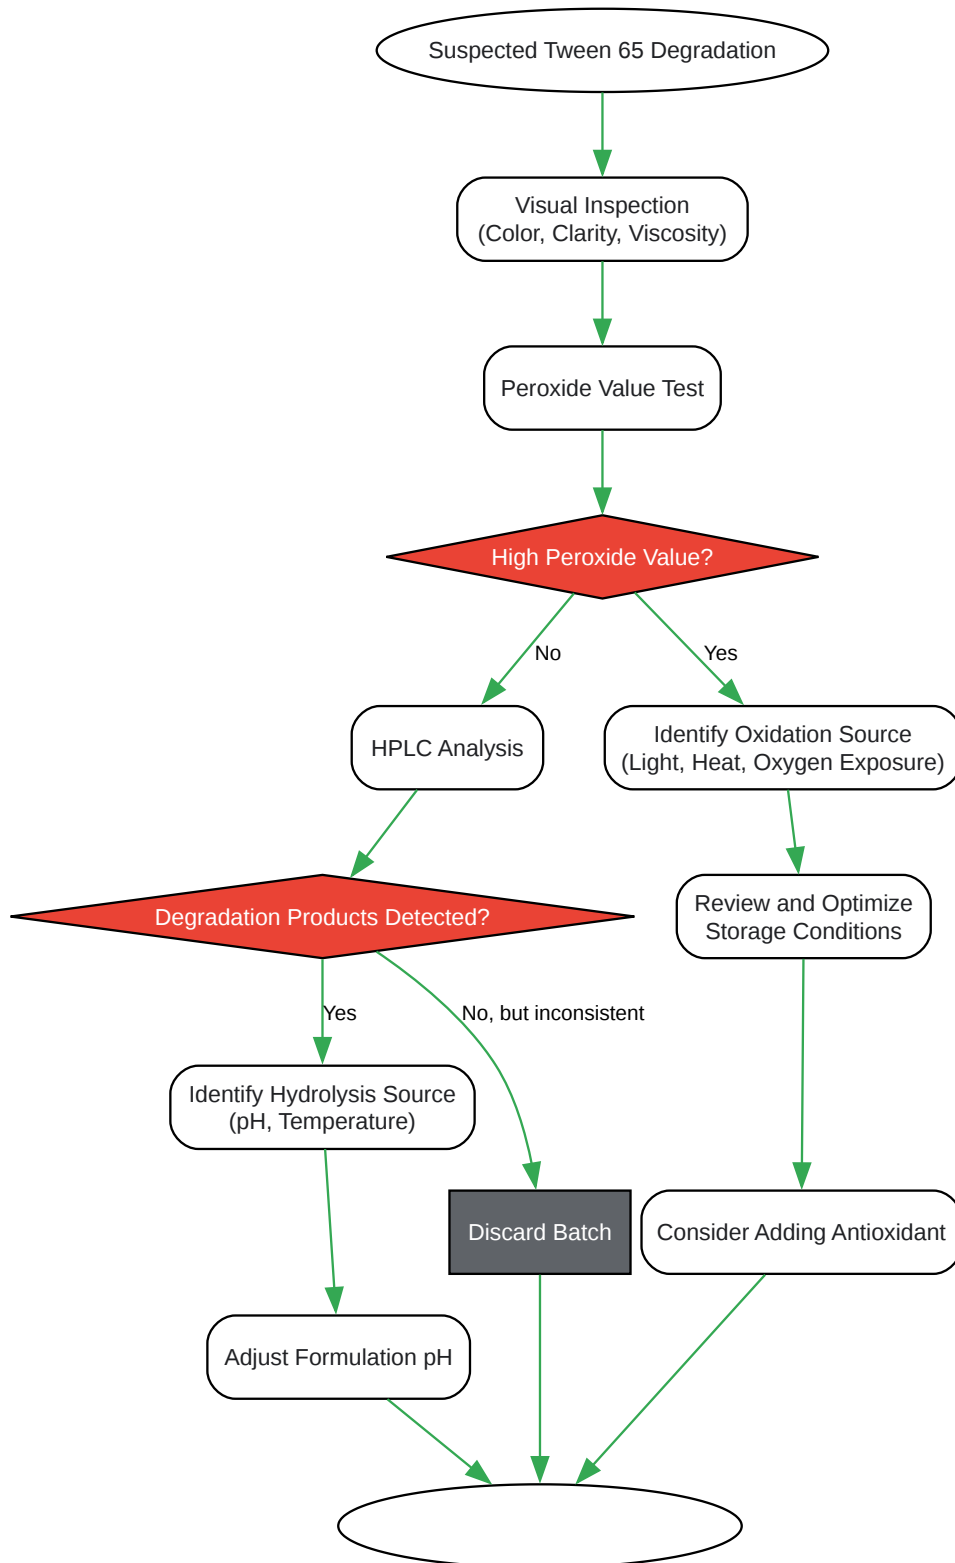 Suspected Tween 65 Degradation
Visual Inspection
(Color, Clarity, Viscosity)
Peroxide Value Test
High Peroxide Value?
No
Yes
HPLC Analysis
Identify Oxidation Source
(Light, Heat, Oxygen Exposure)
Degradation Products Detected?
Review and Optimize
Storage Conditions
Yes
No, but inconsistent
Identify Hydrolysis Source
(pH, Temperature)
Discard Batch
Consider Adding Antioxidant
Adjust Formulation pH